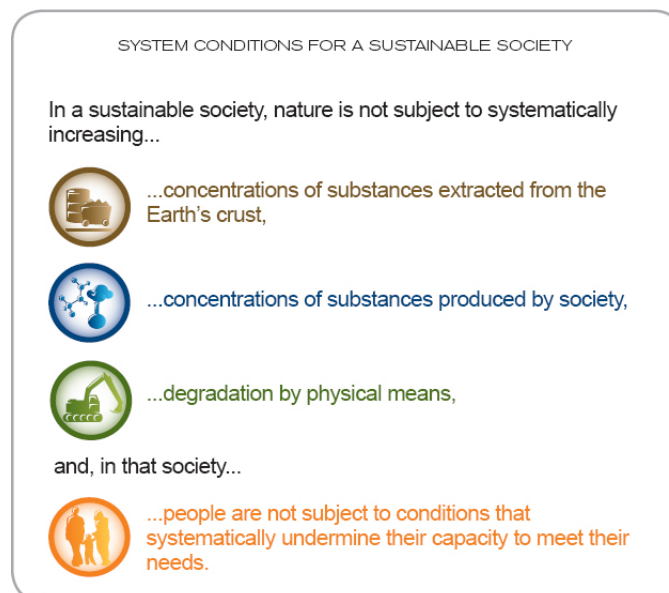 SYSTEM CONDITIONS FOR A SUSTAINABLE SOCIETY
In a sustainable society, nature is not subject to systematically
increasing...
...concentrations of substances extracted from the
Earth's crust,
...concentrations of substances produced by society,
...degradation by physical means,
and, in that society...
...people are not subject to conditions that
systematically undermine their capacity to meet their
needs.